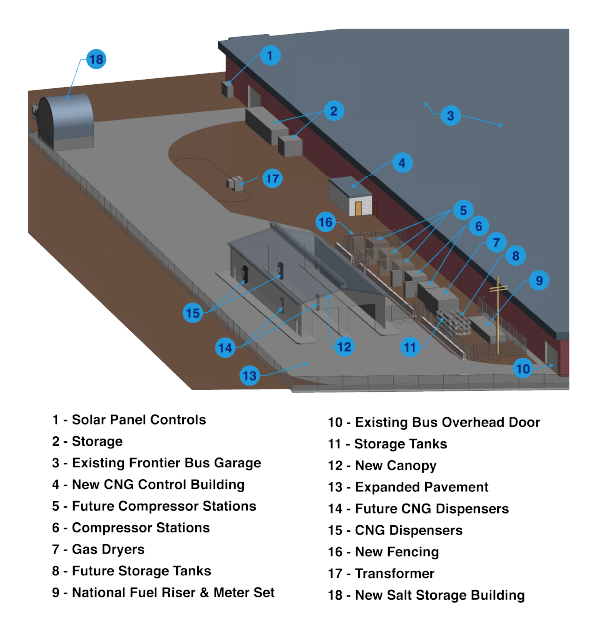 18
1
2
3
4
17
16
5
6
7
8
9
15
14
12
11
10
13
1 - Solar Panel Controls
2 - Storage
3 - Existing Frontier Bus Garage
4 - New CNG Control Building
5 - Future Compressor Stations
6 - Compressor Stations
7 - Gas Dryers
8 - Future Storage Tanks
9 - National Fuel Riser & Meter Set
10 - Existing Bus Overhead Door
11 - Storage Tanks
12 - New Canopy
13 - Expanded Pavement
14 - Future CNG Dispensers
15 - CNG Dispensers
16 - New Fencing
17 - Transformer
18 - New Salt Storage Building